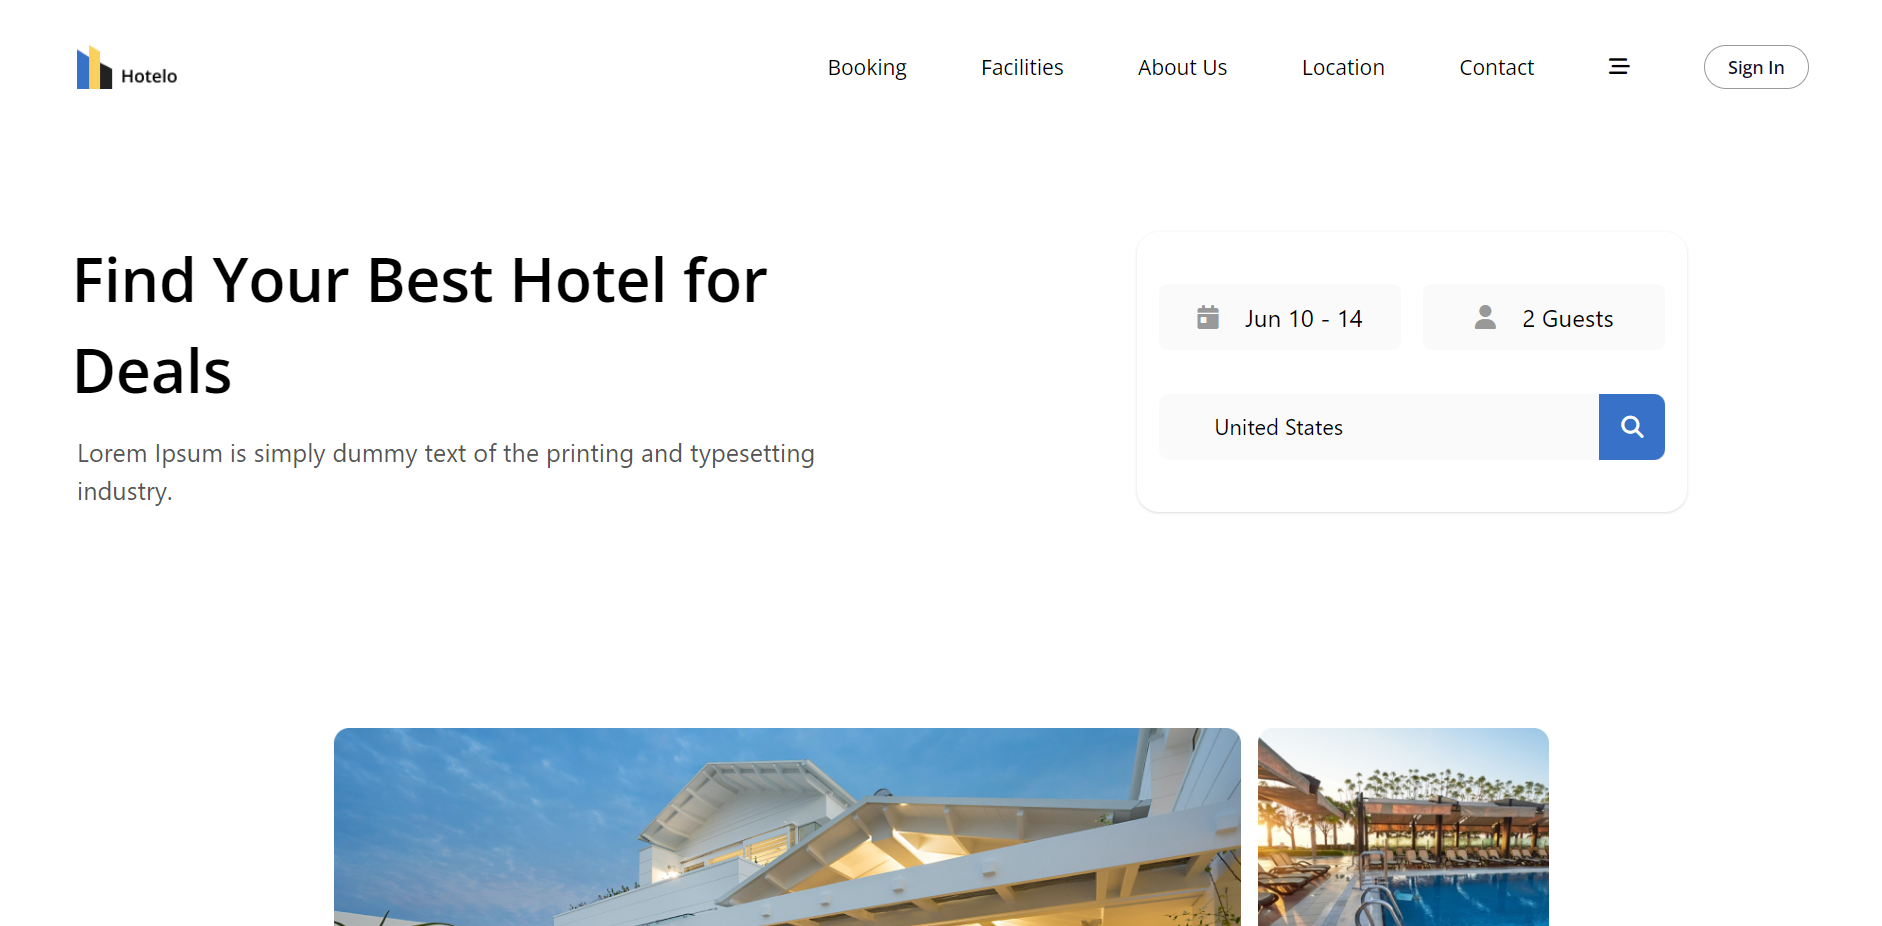 Hotelo
Booking
Facilities
About Us
Location
Contact
Sign In
Find Your Best Hotel for
Deals
Lorem Ipsum is simply dummy text of the printing and typesetting
industry.
Jun 10 - 14
2 Guests
United States